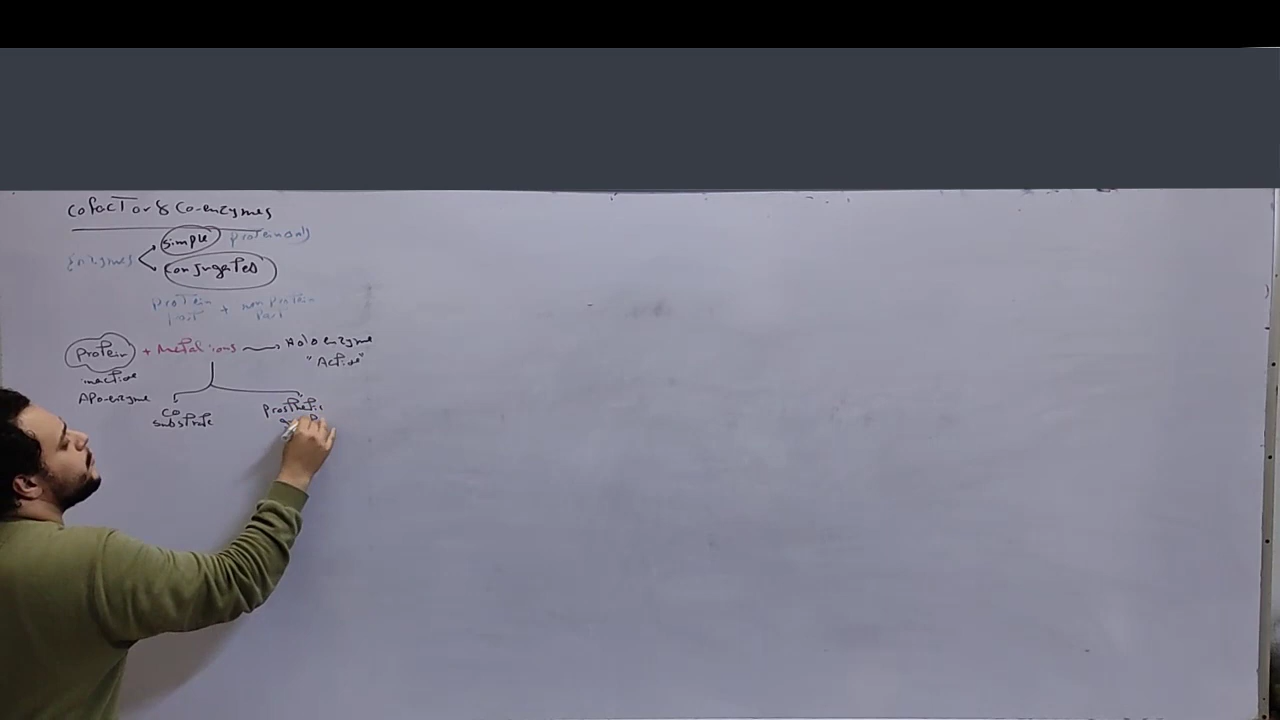 Cofactor & Co-enzymes
simple protein only
Enzymes
conjugated
protein part + non protein part
protein + Metal ions → Holo enzyme
inactive "Active"
Apo-enzyme
co substrate prosthetic